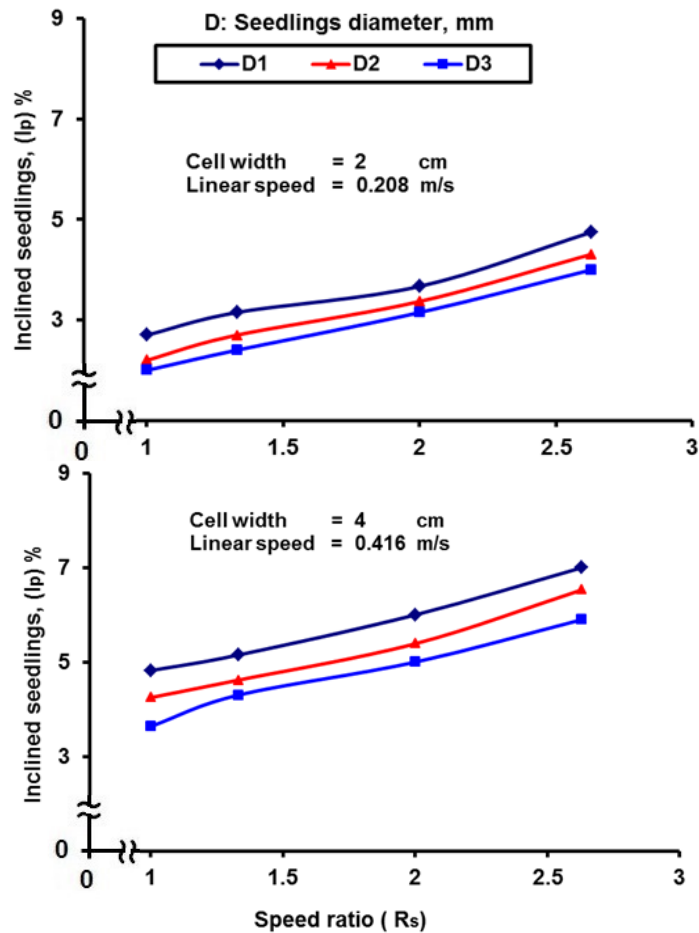 D: Seedlings diameter, mm
D1 D2 D3
Cell width = 2 cm
Linear speed = 0.208 m/s
Inclined seedlings, (Ip) %
9
7
5
3
0
0
1 1.5 2 2.5 3
Cell width = 4 cm
Linear speed = 0.416 m/s
Inclined seedlings, (Ip) %
9
7
5
3
0
0
1 1.5 2 2.5 3
Speed ratio ( Rs)